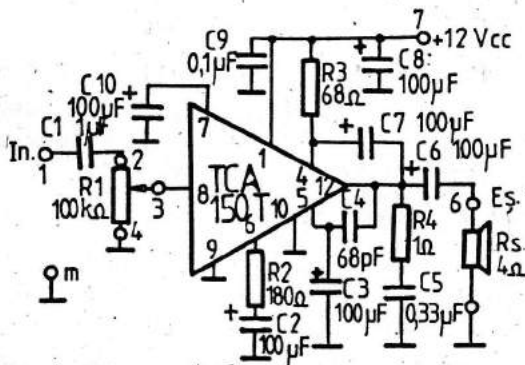 7
+12 Vcc
C9
0,1µF
R3
68Ω
C8
100µF
C10
100µF
C1
1µF
In.
1
2
7
1
C7
100µF
C6
100µF
R1
100kΩ
3
4
8
TCA
150T
4
12
5
10
6
9
C4
68pF
R4
1Ω
6
Eş.
Rs.
4Ω
m
R2
180Ω
C2
100µF
C3
100µF
C5
0,33µF